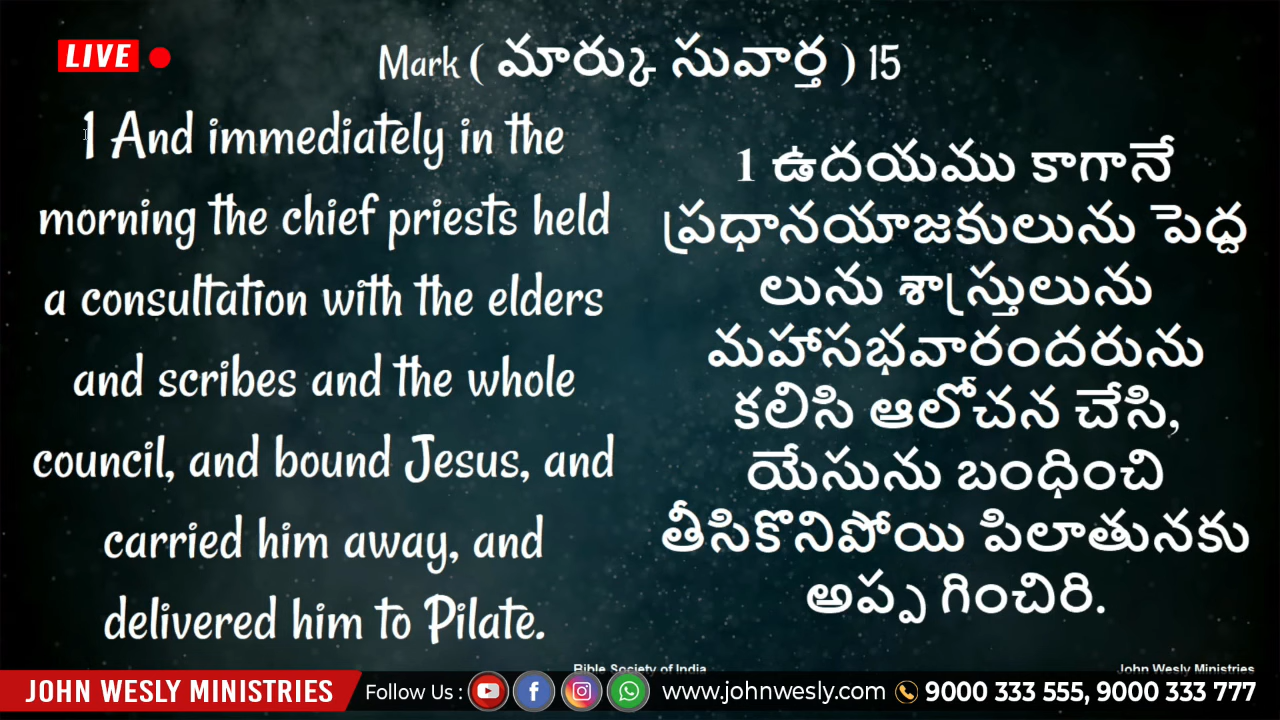 LIVE
Mark ( మార్కు సువార్త ) 15
1 And immediately in the
morning the chief priests held
a consultation with the elders
and scribes and the whole
council, and bound Jesus, and
carried him away, and
delivered him to Pilate.
1 ఉదయము కాగానే
ప్రధానయాజకులును పెద్ద
లును శాస్త్రులును
మహాసభవారందరును
కలిసి ఆలోచన చేసి,
యేసును బంధించి
తీసికొనిపోయి పిలాతునకు
అప్ప గించిరి.
Bible Society of India
John Wesly Ministries
JOHN WESLY MINISTRIES
Follow Us :
www.johnwesly.com
9000 333 555, 9000 333 777